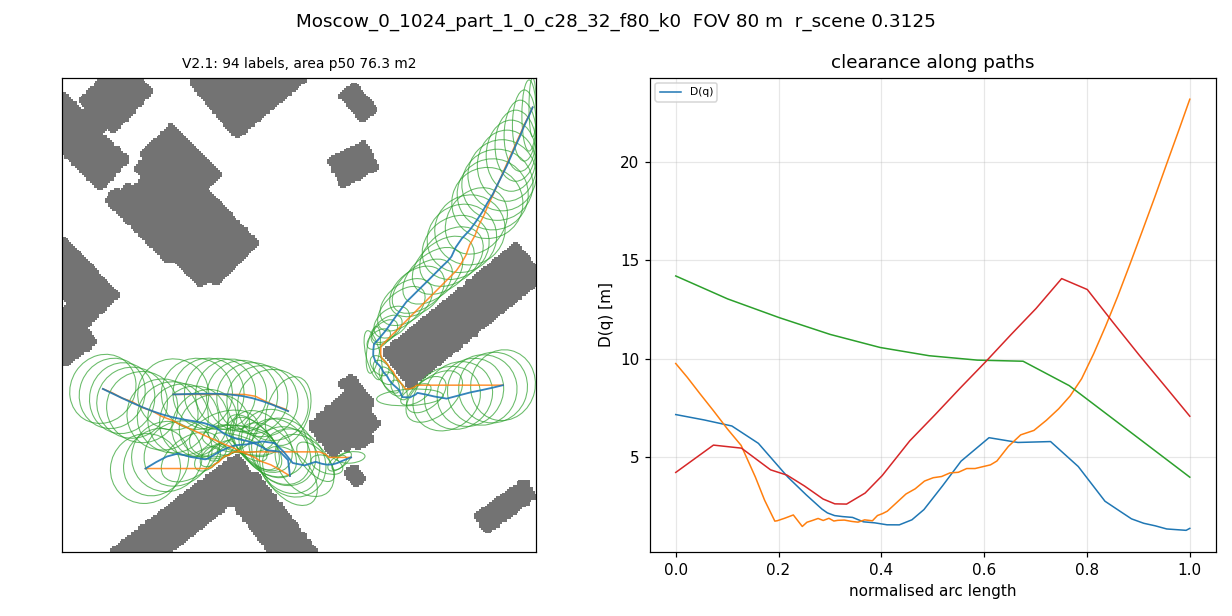 Moscow_0_1024_part_1_0_c28_32_f80_k0  FOV 80 m  r_scene 0.3125
V2.1: 94 labels, area p50 76.3 m2
clearance along paths
D(q)
20
15
10
5
D(q) [m]
0.0 0.2 0.4 0.6 0.8 1.0
normalised arc length